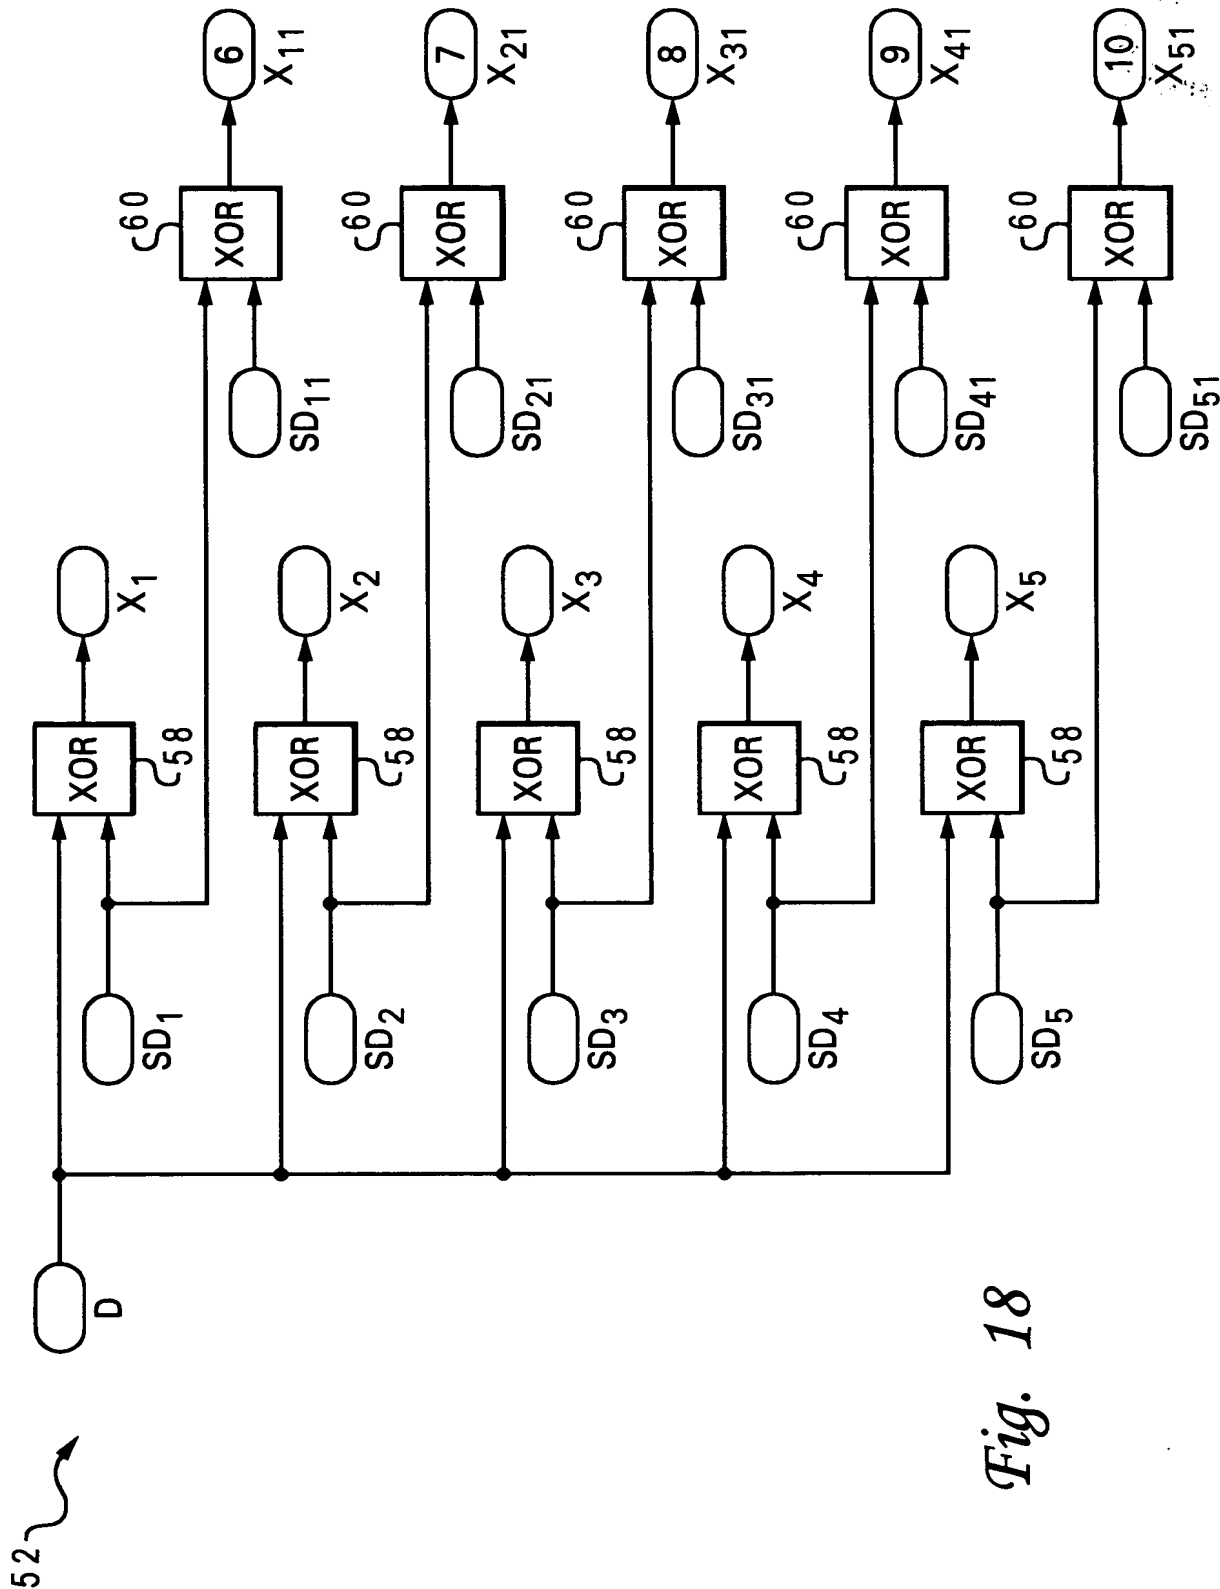 52
D
SD1
XOR
58
X1
SD11
XOR
60
6
X11
SD2
XOR
58
X2
SD21
XOR
60
7
X21
SD3
XOR
58
X3
SD31
XOR
60
8
X31
SD4
XOR
58
X4
SD41
XOR
60
9
X41
SD5
XOR
58
X5
SD51
XOR
60
10
X51
Fig. 18